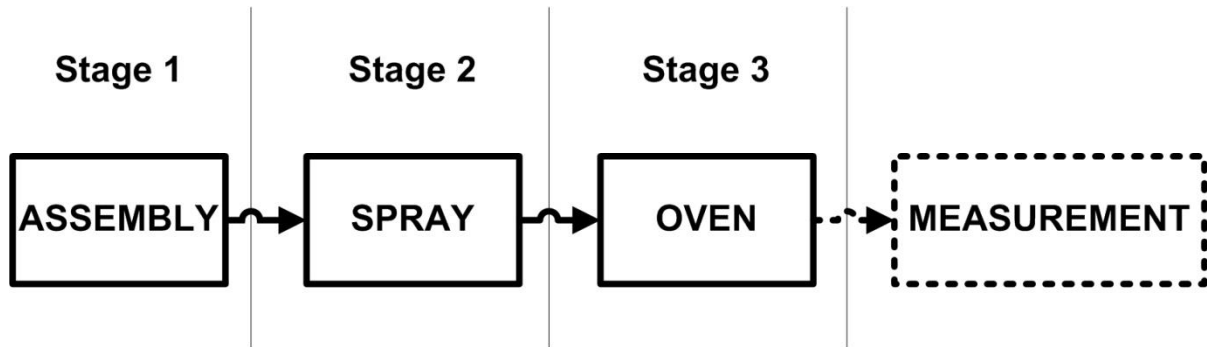 Stage 1
Stage 2
Stage 3
ASSEMBLY
SPRAY
OVEN
MEASUREMENT